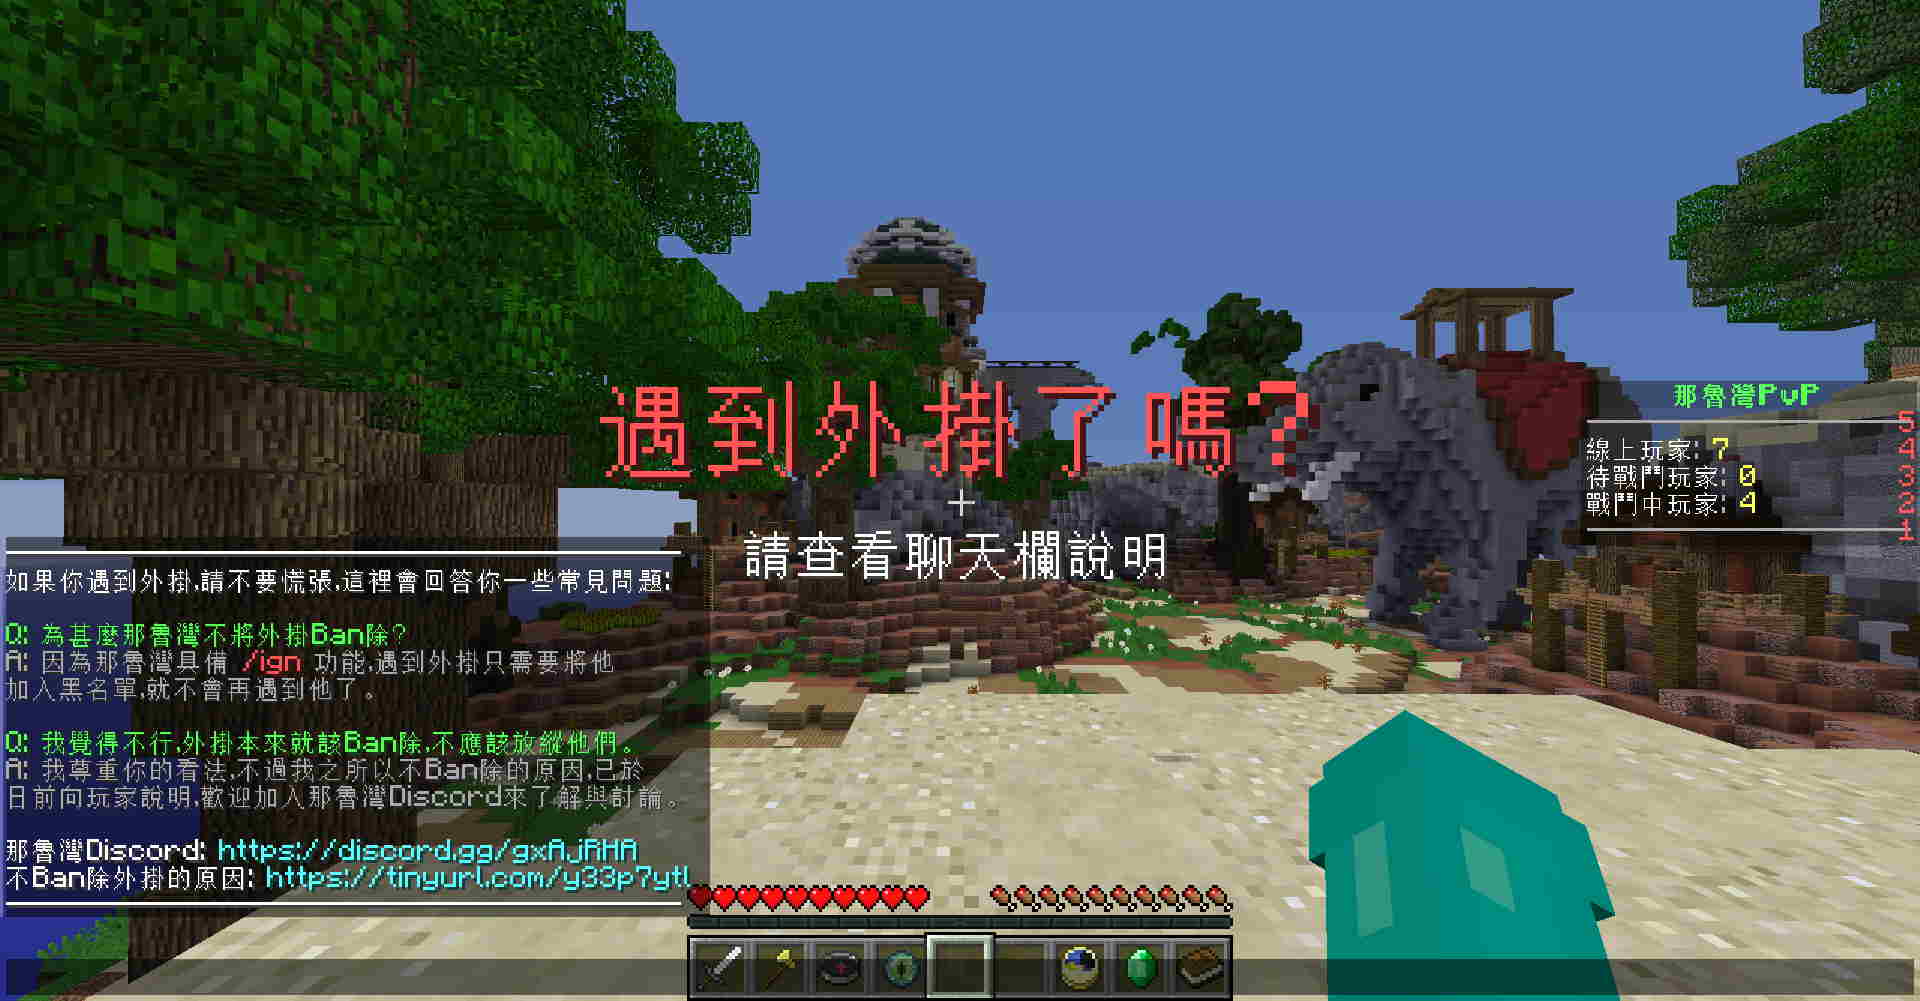 遇到外掛了嗎?
請查看聊天欄說明
那魯灣PvP
線上玩家: 7
待戰鬥玩家: 0
戰鬥中玩家: 4
5
4
3
2
1
如果你遇到外掛,請不要慌張,這裡會回答你一些常見問題:
Q: 為甚麼那魯灣不將外掛Ban除?
A: 因為那魯灣具備 /ign 功能,遇到外掛只需要將他
加入黑名單,就不會再遇到他了。
Q: 我覺得不行,外掛本來就該Ban除,不應該放縱他們。
A: 我尊重你的看法,不過我之所以不Ban除的原因,已於
日前向玩家說明,歡迎加入那魯灣Discord來了解與討論。
那魯灣Discord: https://discord.gg/gxAjRHA
不Ban除外掛的原因: https://tinyurl.com/y33p7ytl